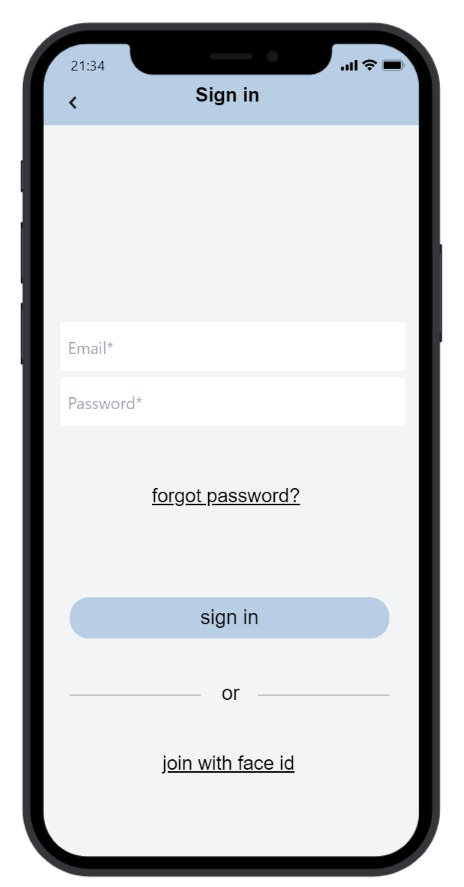 21:34
Sign in
Email*
Password*
forgot password?
sign in
or
join with face id